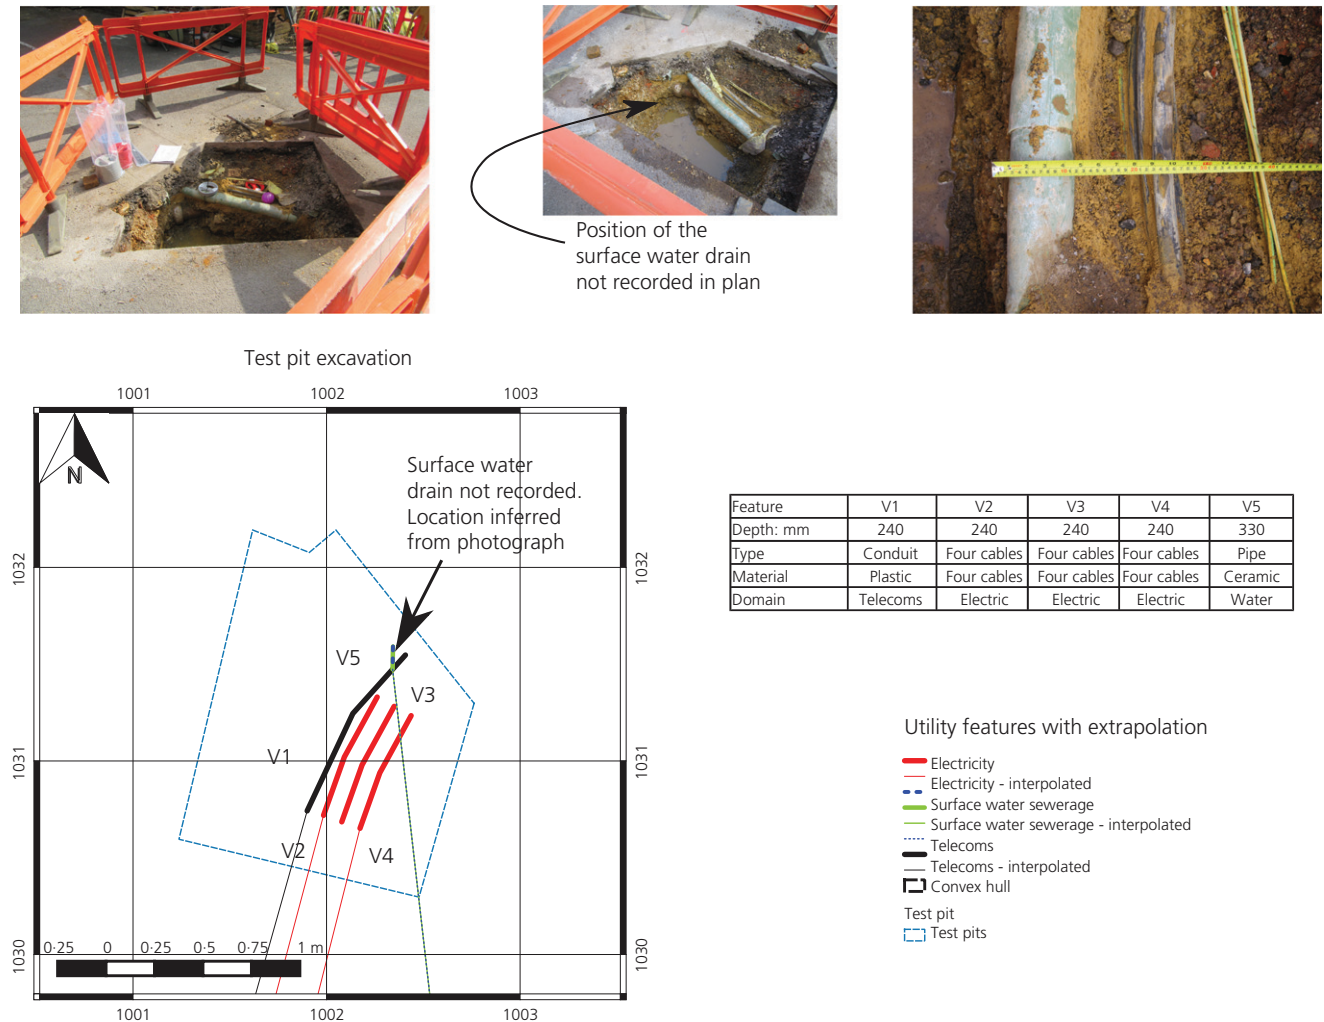 Position of the
surface water drain
not recorded in plan
Test pit excavation
1001 1002 1003
N
Surface water
drain not recorded.
Location inferred
from photograph
1032 1032
V5
V3
V1
1031 1031
V2
V4
0·25 0 0·25 0·5 0·75 1 m
1030 1030
1001 1002 1003
Feature V1 V2 V3 V4 V5
Depth: mm 240 240 240 240 330
Type Conduit Four cables Four cables Four cables Pipe
Material Plastic Four cables Four cables Four cables Ceramic
Domain Telecoms Electric Electric Electric Water
Utility features with extrapolation
Electricity
Electricity - interpolated
Surface water sewerage
Surface water sewerage - interpolated
Telecoms
Telecoms - interpolated
Convex hull
Test pit
Test pits